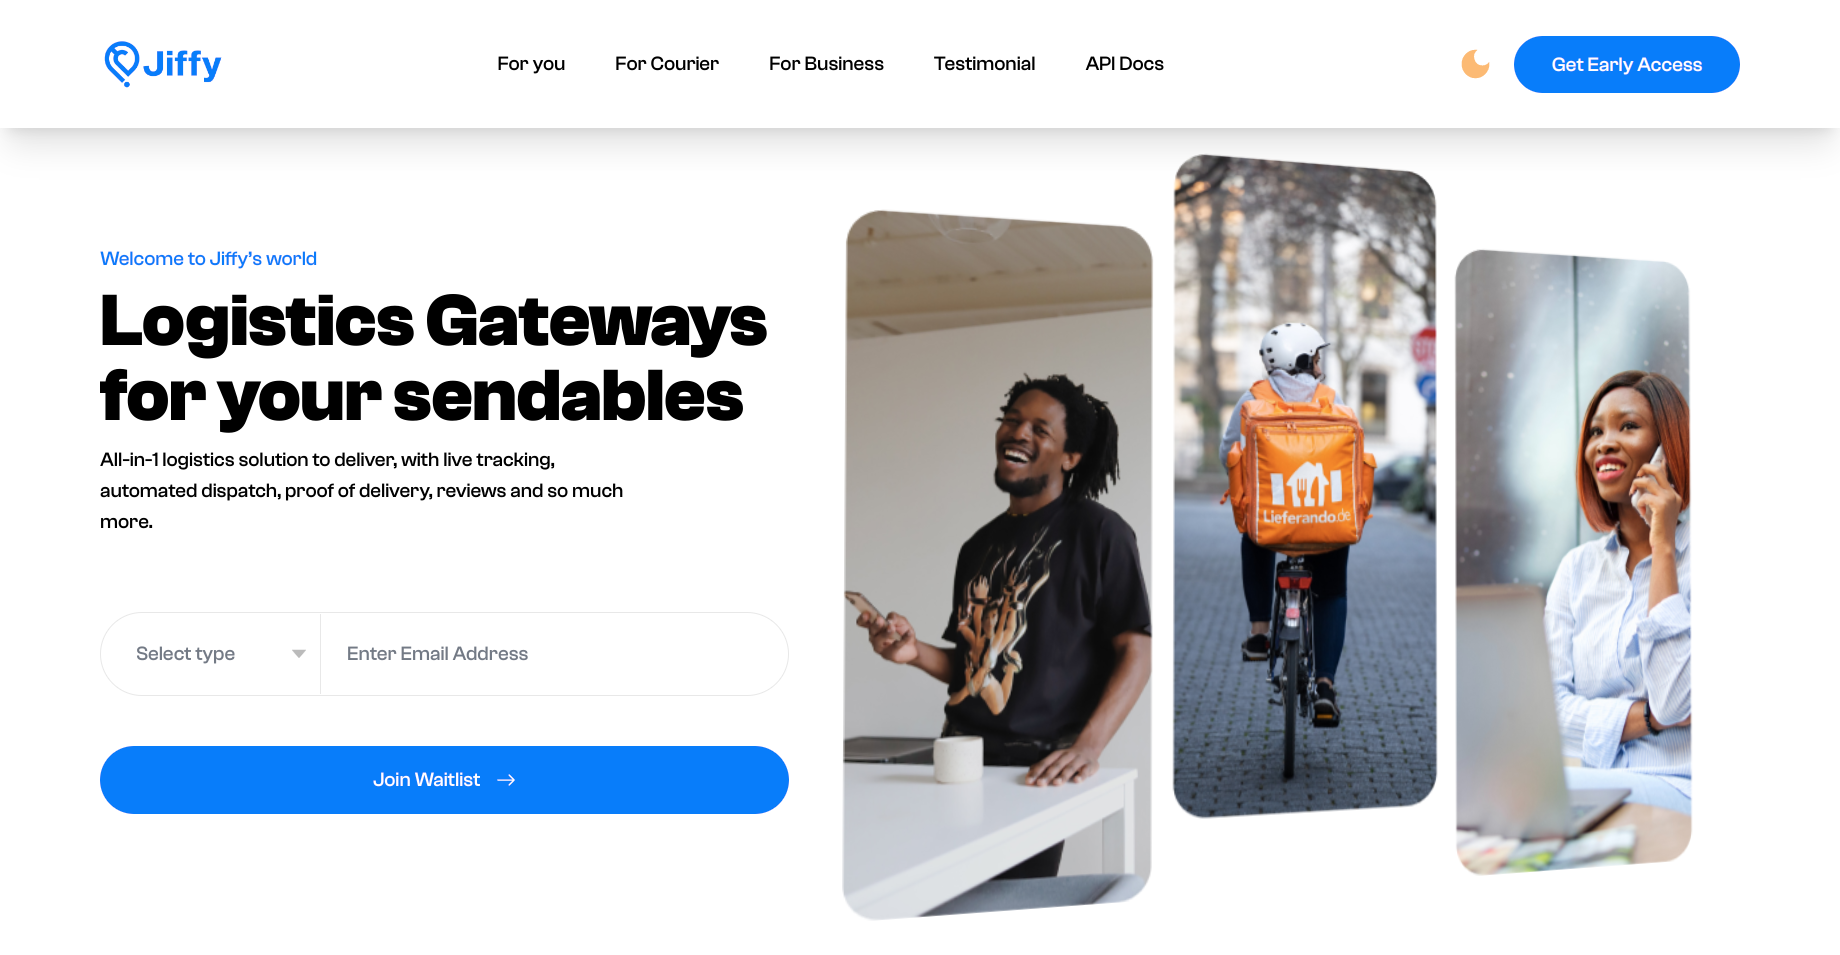 Jiffy
For you
For Courier
For Business
Testimonial
API Docs
Get Early Access
Welcome to Jiffy’s world
Logistics Gateways
for your sendables
All-in-1 logistics solution to deliver, with live tracking,
automated dispatch, proof of delivery, reviews and so much
more.
Select type
Enter Email Address
Join Waitlist
Lieferando.de